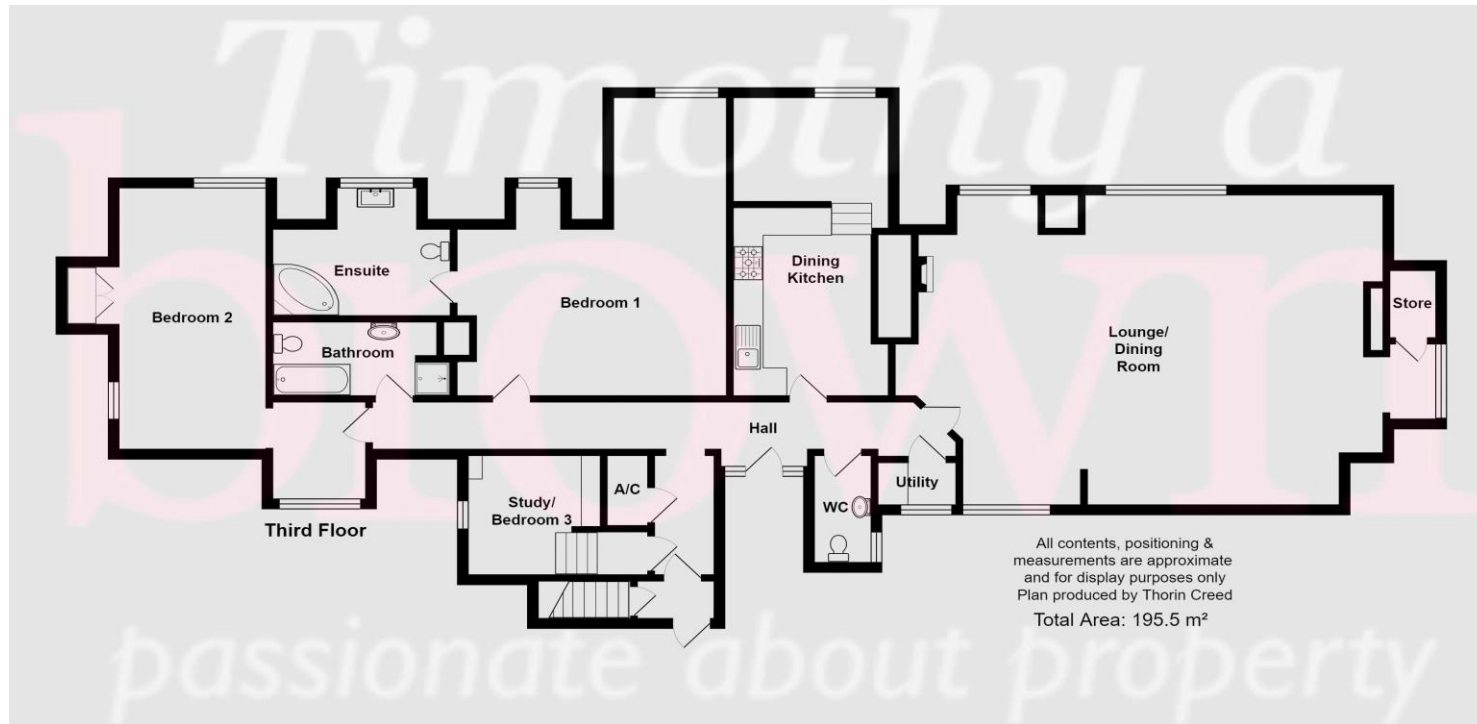 Timothy a
brown
passionate about property
Bedroom 2
Ensuite
Bathroom
Bedroom 1
Dining
Kitchen
Lounge/
Dining
Room
Store
Hall
A/C
Study/
Bedroom 3
WC
Utility
Third Floor
All contents, positioning &
measurements are approximate
and for display purposes only
Plan produced by Thorin Creed
Total Area: 195.5 m²